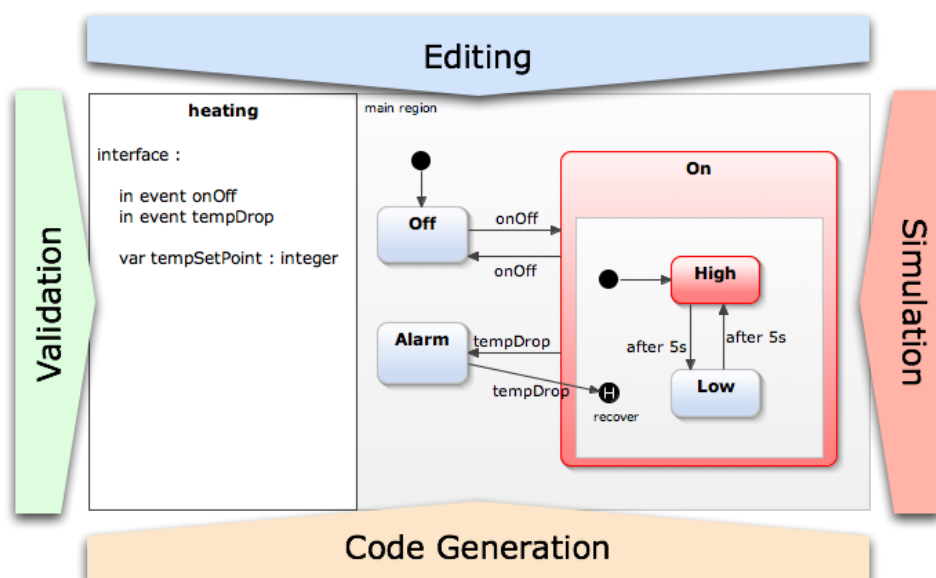 Editing
Validation
heating
interface :
in event onOff
in event tempDrop
var tempSetPoint : integer
main region
Off
onOff
onOff
Alarm
tempDrop
tempDrop
On
High
after 5s
after 5s
Low
H
recover
Simulation
Code Generation